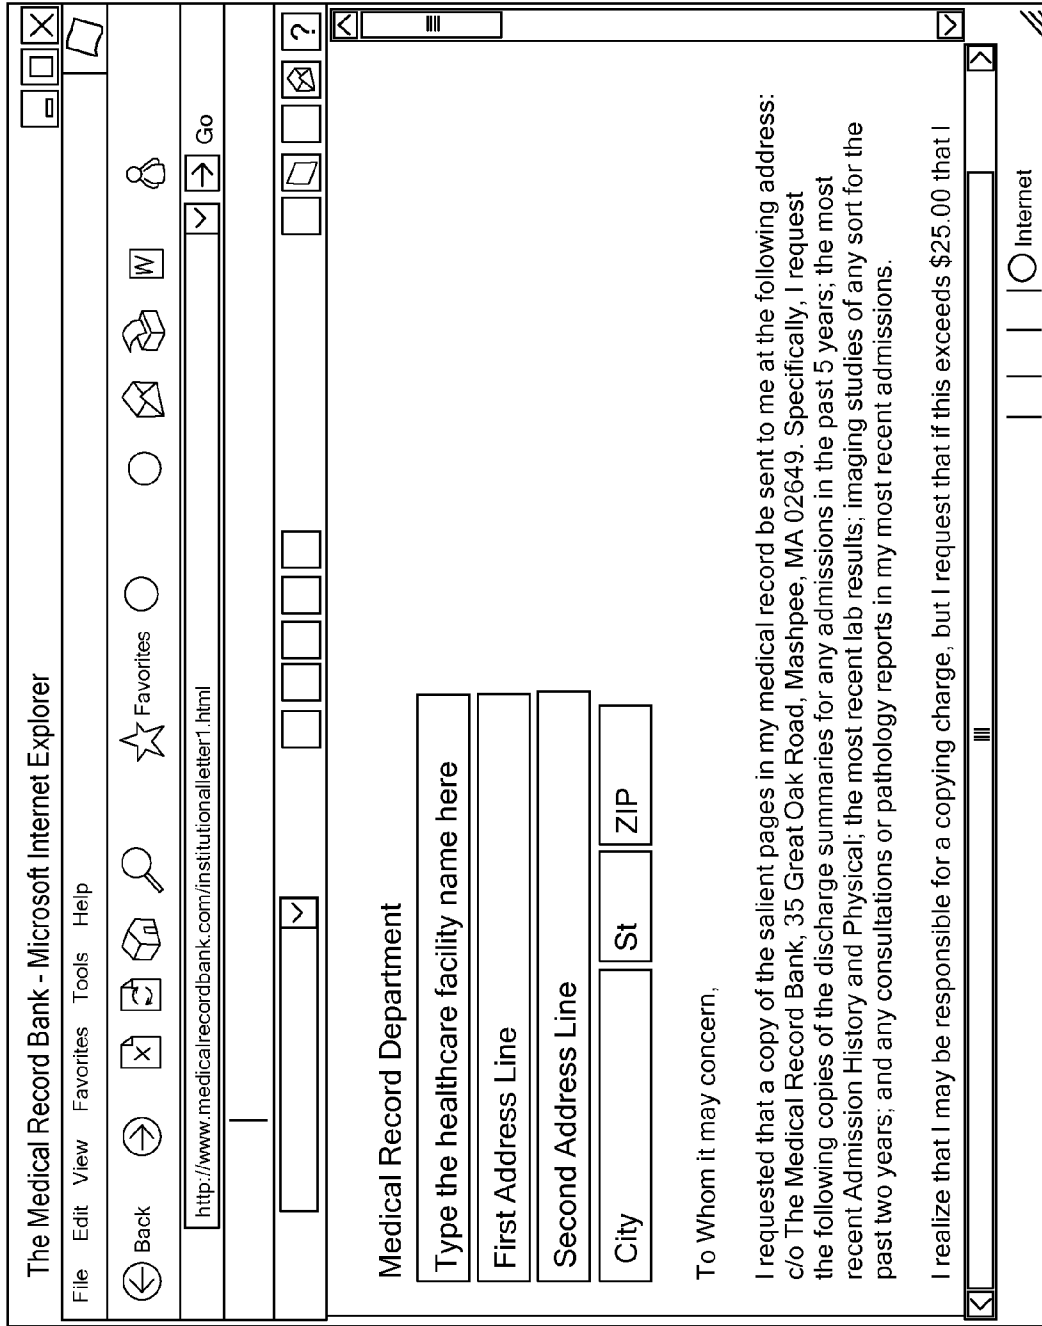 The Medical Record Bank - Microsoft Internet Explorer
File Edit View Favorites Tools Help
Back Favorites W
http://www.medicalrecordbank.com/institutionalletter1.html Go
?
Medical Record Department
Type the healthcare facility name here
First Address Line
Second Address Line
City St ZIP
To Whom it may concern,
I requested that a copy of the salient pages in my medical record be sent to me at the following address:
c/o The Medical Record Bank, 35 Great Oak Road, Mashpee, MA 02649. Specifically, I request
the following copies of the discharge summaries for any admissions in the past 5 years; the most
recent Admission History and Physical; the most recent lab results; imaging studies of any sort for the
past two years; and any consultations or pathology reports in my most recent admissions.
I realize that I may be responsible for a copying charge, but I request that if this exceeds $25.00 that I
Internet